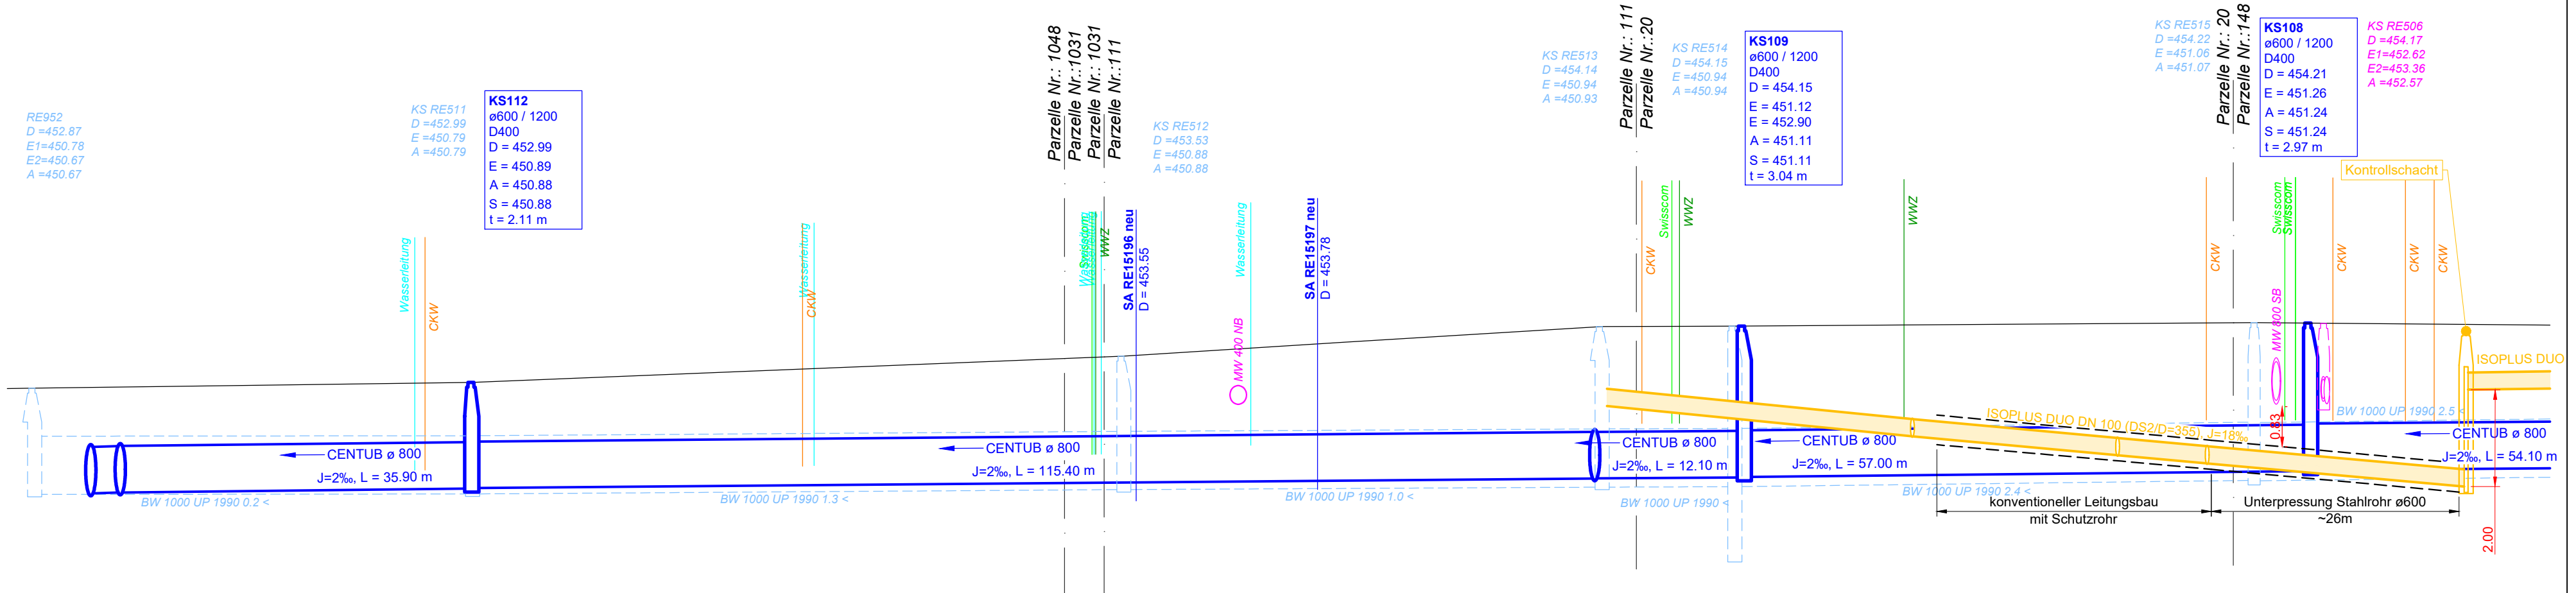 RE952
D =452.87
E1=450.78
E2=450.67
A =450.67
KS RE511
D =452.99
E =450.79
A =450.79
KS112
ø600 / 1200
D400
D = 452.99
E = 450.89
A = 450.88
S = 450.88
t = 2.11 m
Parzelle Nr.: 1048
Parzelle Nr.:1031
Parzelle Nr.: 1031
Parzelle Nr.:111
KS RE512
D =453.53
E =450.88
A =450.88
KS RE513
D =454.14
E =450.94
A =450.93
Parzelle Nr.: 111
Parzelle Nr.:20
KS RE514
D =454.15
E =450.94
A =450.94
KS109
ø600 / 1200
D400
D = 454.15
E = 451.12
E = 452.90
A = 451.11
S = 451.11
t = 3.04 m
KS RE515
D =454.22
E =451.06
A =451.07
Parzelle Nr.: 20
Parzelle Nr.:148
KS108
ø600 / 1200
D400
D = 454.21
E = 451.26
A = 451.24
S = 451.24
t = 2.97 m
KS RE506
D =454.17
E1=452.62
E2=453.36
A =452.57
Kontrollschacht
Wasserleitung
CKW
Wasserleitung
CKW
Wasserleitung
Swisscom
Wasserleitung
WWZ
SA RE15196 neu
D = 453.55
MW 400 NB
Wasserleitung
SA RE15197 neu
D = 453.78
CKW
Swisscom
WWZ
WWZ
CKW
MW 800 SB
Swisscom
Swisscom
CKW
CKW
CKW
ISOPLUS DUO
ISOPLUS DUO DN 100 (DS2/D=355), J=18‰
0.83
2.00
BW 1000 UP 1990 2.5 <
CENTUB ø 800
J=2‰, L = 35.90 m
CENTUB ø 800
J=2‰, L = 115.40 m
CENTUB ø 800
J=2‰, L = 12.10 m
CENTUB ø 800
J=2‰, L = 57.00 m
CENTUB ø 800
J=2‰, L = 54.10 m
BW 1000 UP 1990 0.2 <
BW 1000 UP 1990 1.3 <
BW 1000 UP 1990 1.0 <
BW 1000 UP 1990 <
BW 1000 UP 1990 2.4 <
konventioneller Leitungsbau
mit Schutzrohr
Unterpressung Stahlrohr ø600
~26m